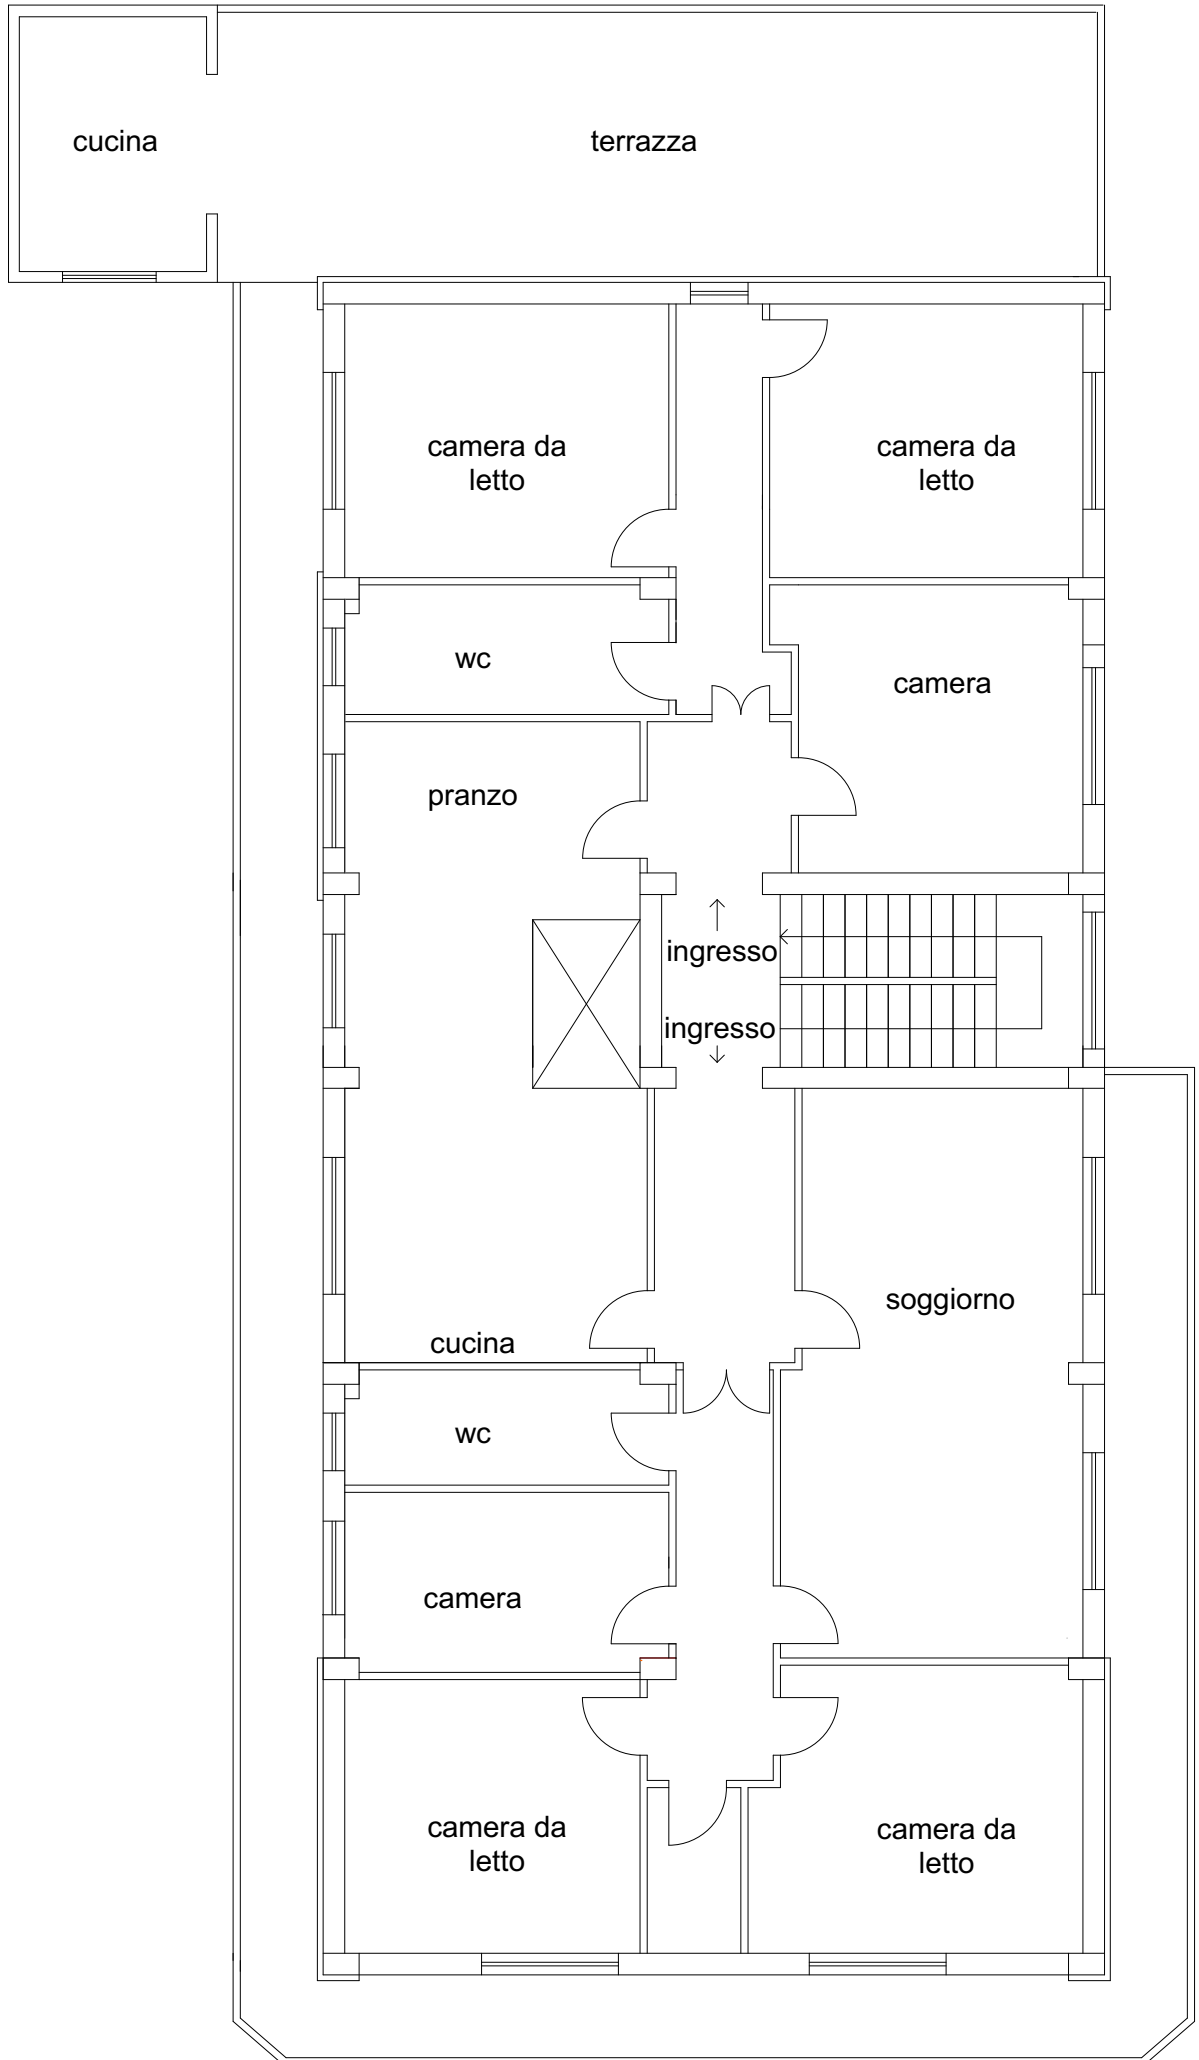 cucina
terrazza
camera da
letto
camera da
letto
wc
camera
pranzo
ingresso
ingresso
soggiorno
cucina
wc
camera
camera da
letto
camera da
letto